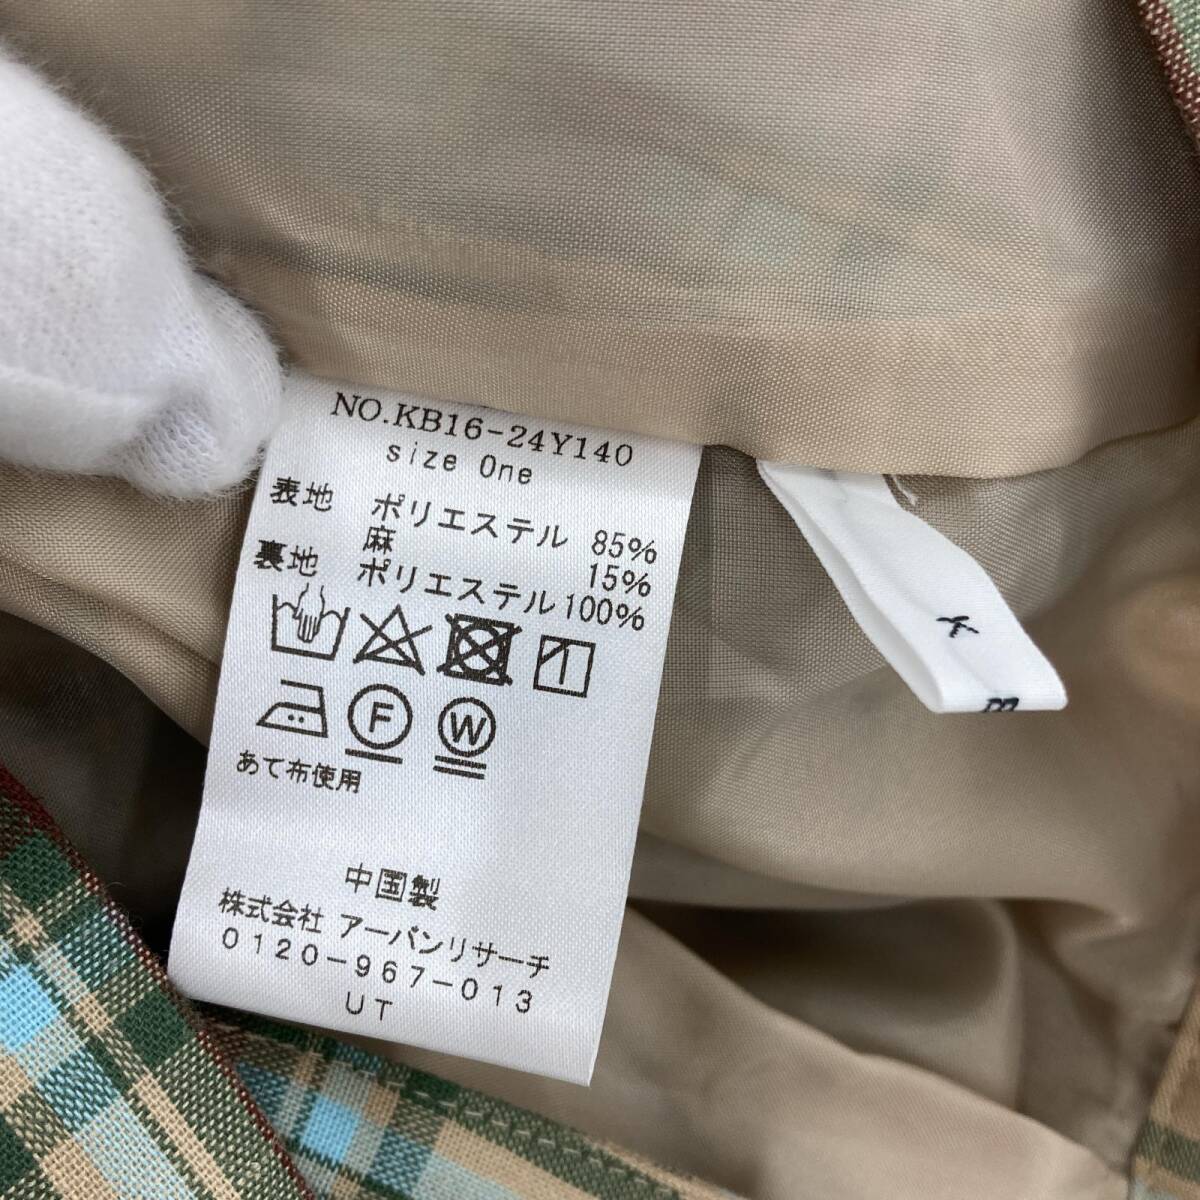 NO.KB16-24Y140
size One
表地 ポリエステル 85%
麻 15%
裏地 ポリエステル100%
F W
あて布使用
中国製
株式会社 アーバンリサーチ
0120-967-013
UT
K
B